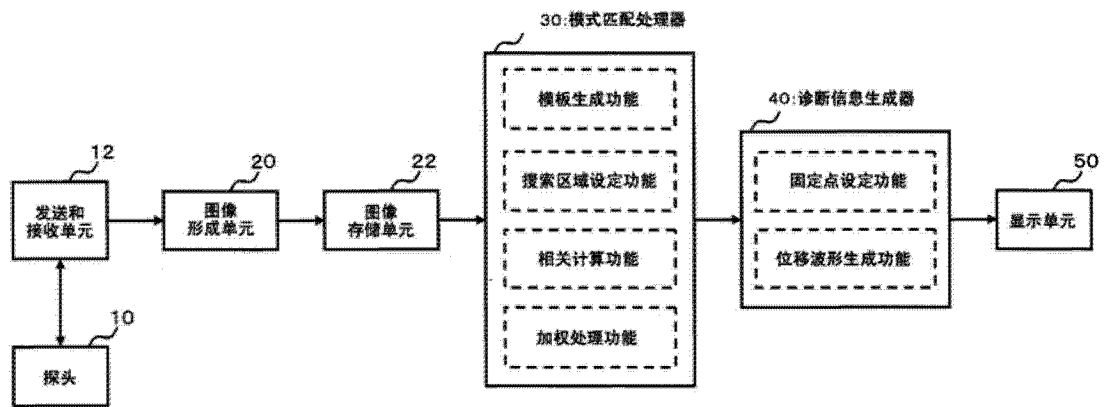 30:模式匹配处理器
模板生成功能
搜索区域设定功能
相关计算功能
加权处理功能
40:诊断信息生成器
固定点设定功能
位移波形生成功能
12
发送和
接收单元
20
图像
形成单元
22
图像
存储单元
50
显示单元
10
探头